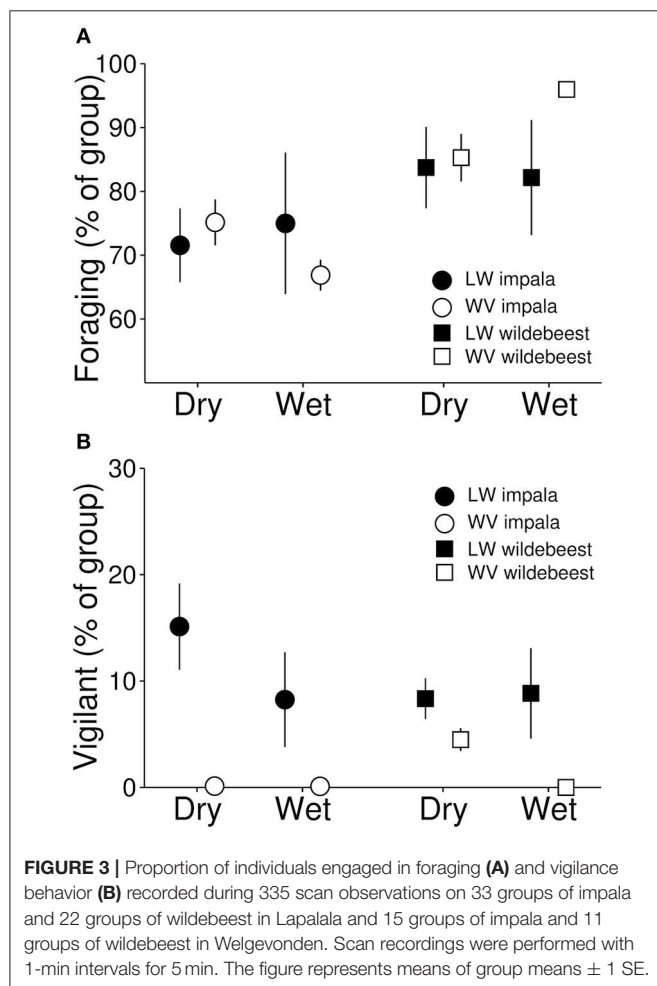 A
Foraging (% of group)
100
90
80
70
60
LW impala
WV impala
LW wildebeest
WV wildebeest
Dry Wet Dry Wet
B
Vigilant (% of group)
30
20
10
0
LW impala
WV impala
LW wildebeest
WV wildebeest
Dry Wet Dry Wet
FIGURE 3 | Proportion of individuals engaged in foraging (A) and vigilance
behavior (B) recorded during 335 scan observations on 33 groups of impala
and 22 groups of wildebeest in Lapalala and 15 groups of impala and 11
groups of wildebeest in Welgevonden. Scan recordings were performed with
1-min intervals for 5 min. The figure represents means of group means ± 1 SE.